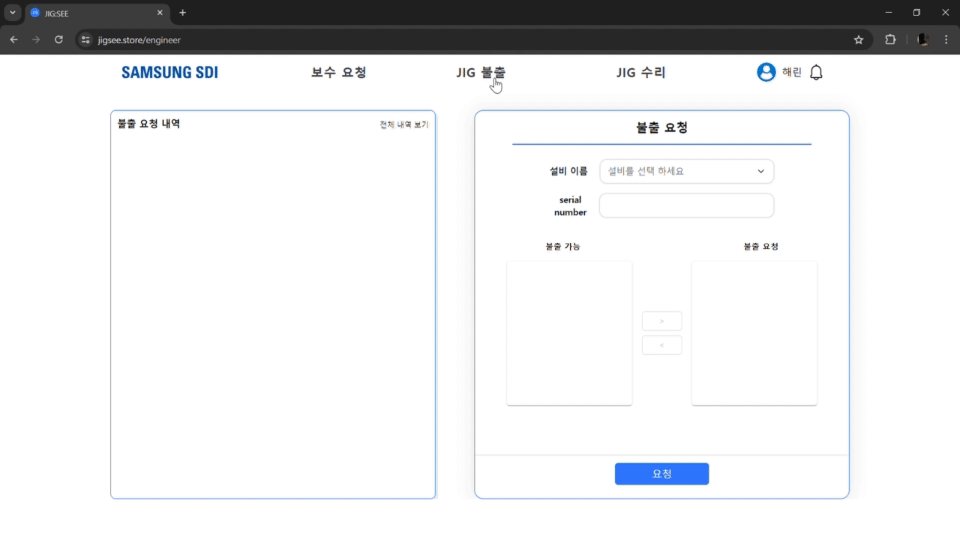 JIG:SEE
jigsee.store/engineer
SAMSUNG SDI
보수 요청
JIG 불출
JIG 수리
해린
불출 요청 내역
전체 내역 보기
불출 요청
설비 이름
설비를 선택 하세요
serial
number
불출 가능
불출 요청
>
<
요청